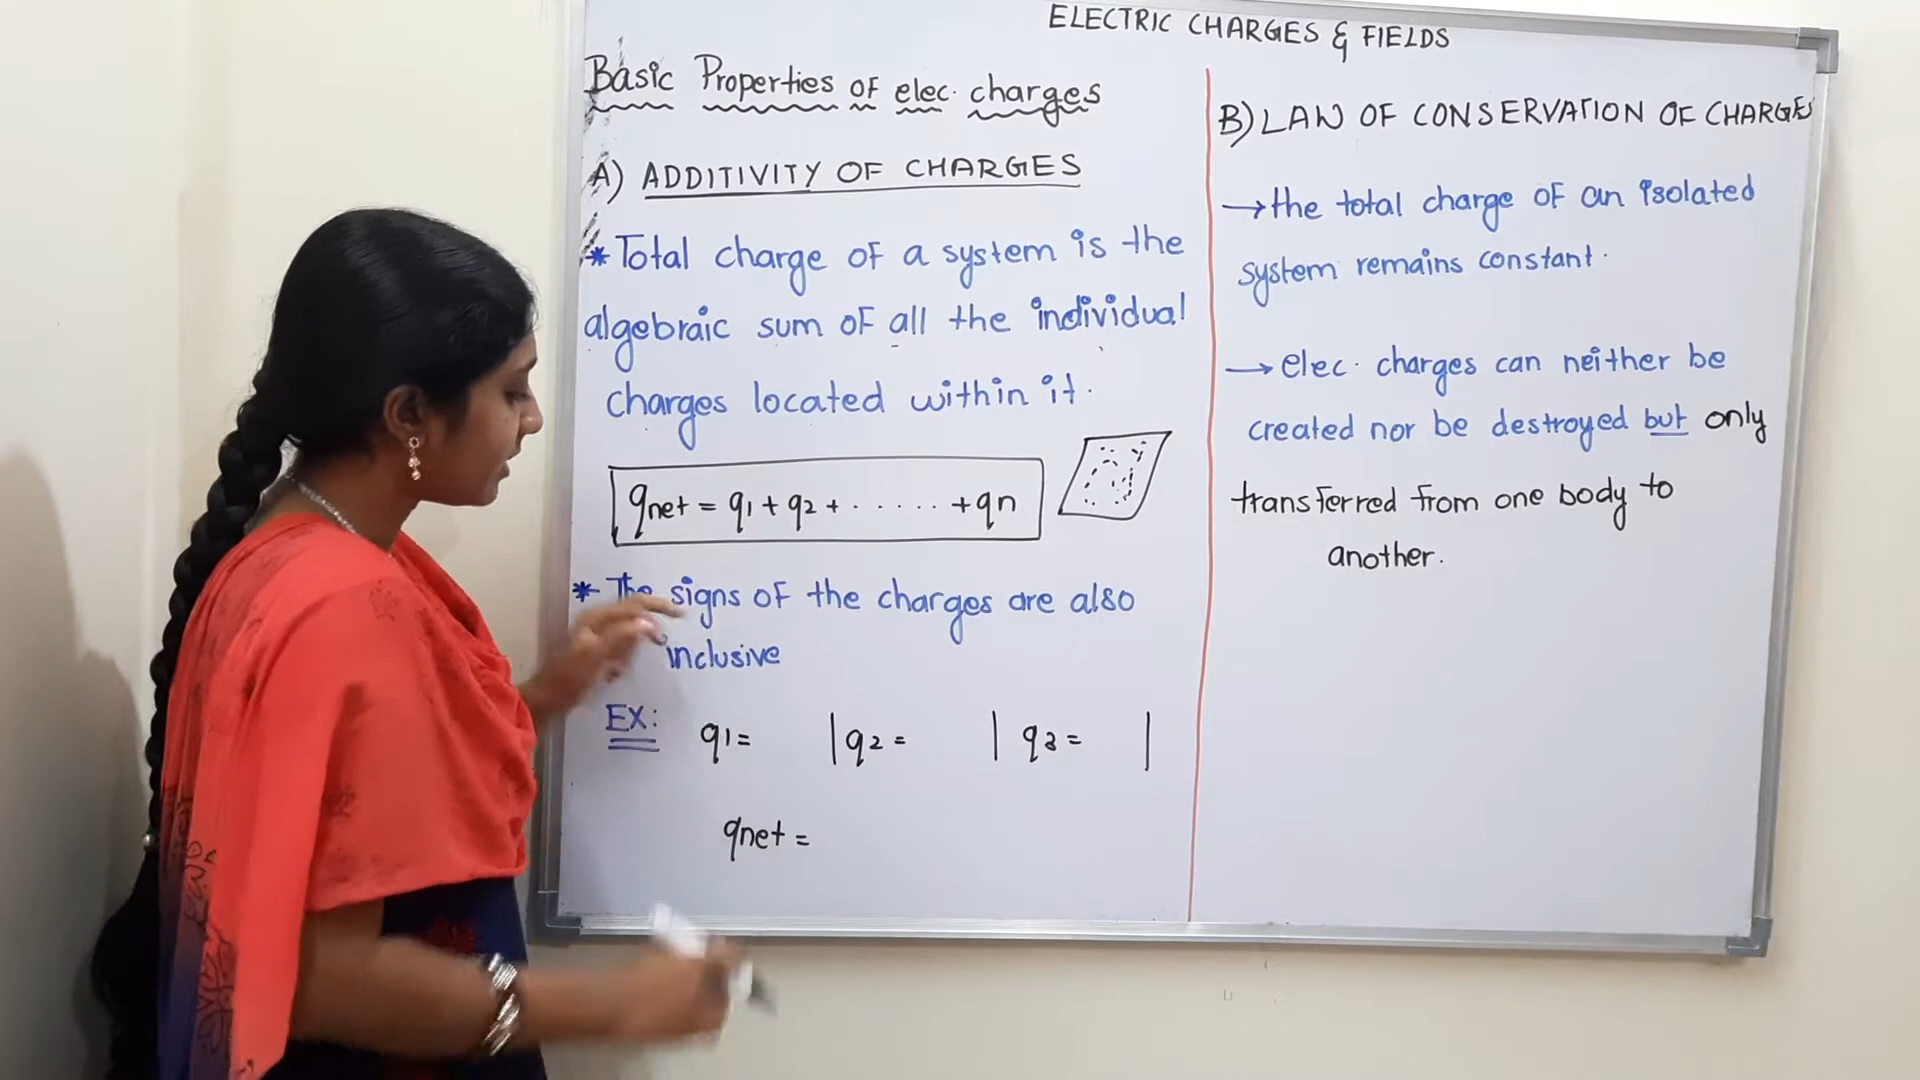 ELECTRIC CHARGES & FIELDS
Basic Properties of elec. charges
A) ADDITIVITY OF CHARGES
* Total charge of a system is the
algebraic sum of all the individual
charges located within it.
qnet = q1 + q2 + ...... + qn
* The signs of the charges are also
inclusive
EX: q1 = | q2 = | q3 = |
qnet =
B) LAW OF CONSERVATION OF CHARGES
→ the total charge of an isolated
system remains constant.
→ elec. charges can neither be
created nor be destroyed but only
transferred from one body to
another.